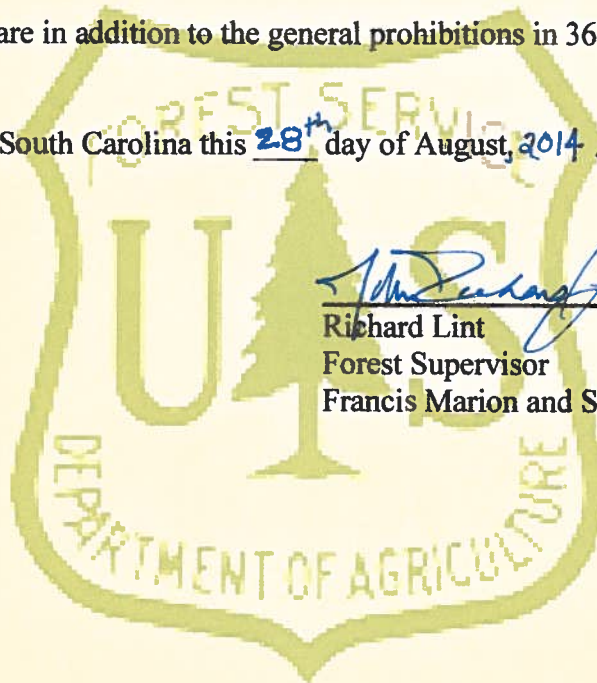 are in addition to the general prohibitions in 36
South Carolina this 28th day of August, 2014
Richard Lint
Forest Supervisor
Francis Marion and S
FOREST SERVICE
US
DEPARTMENT OF AGRICULTURE